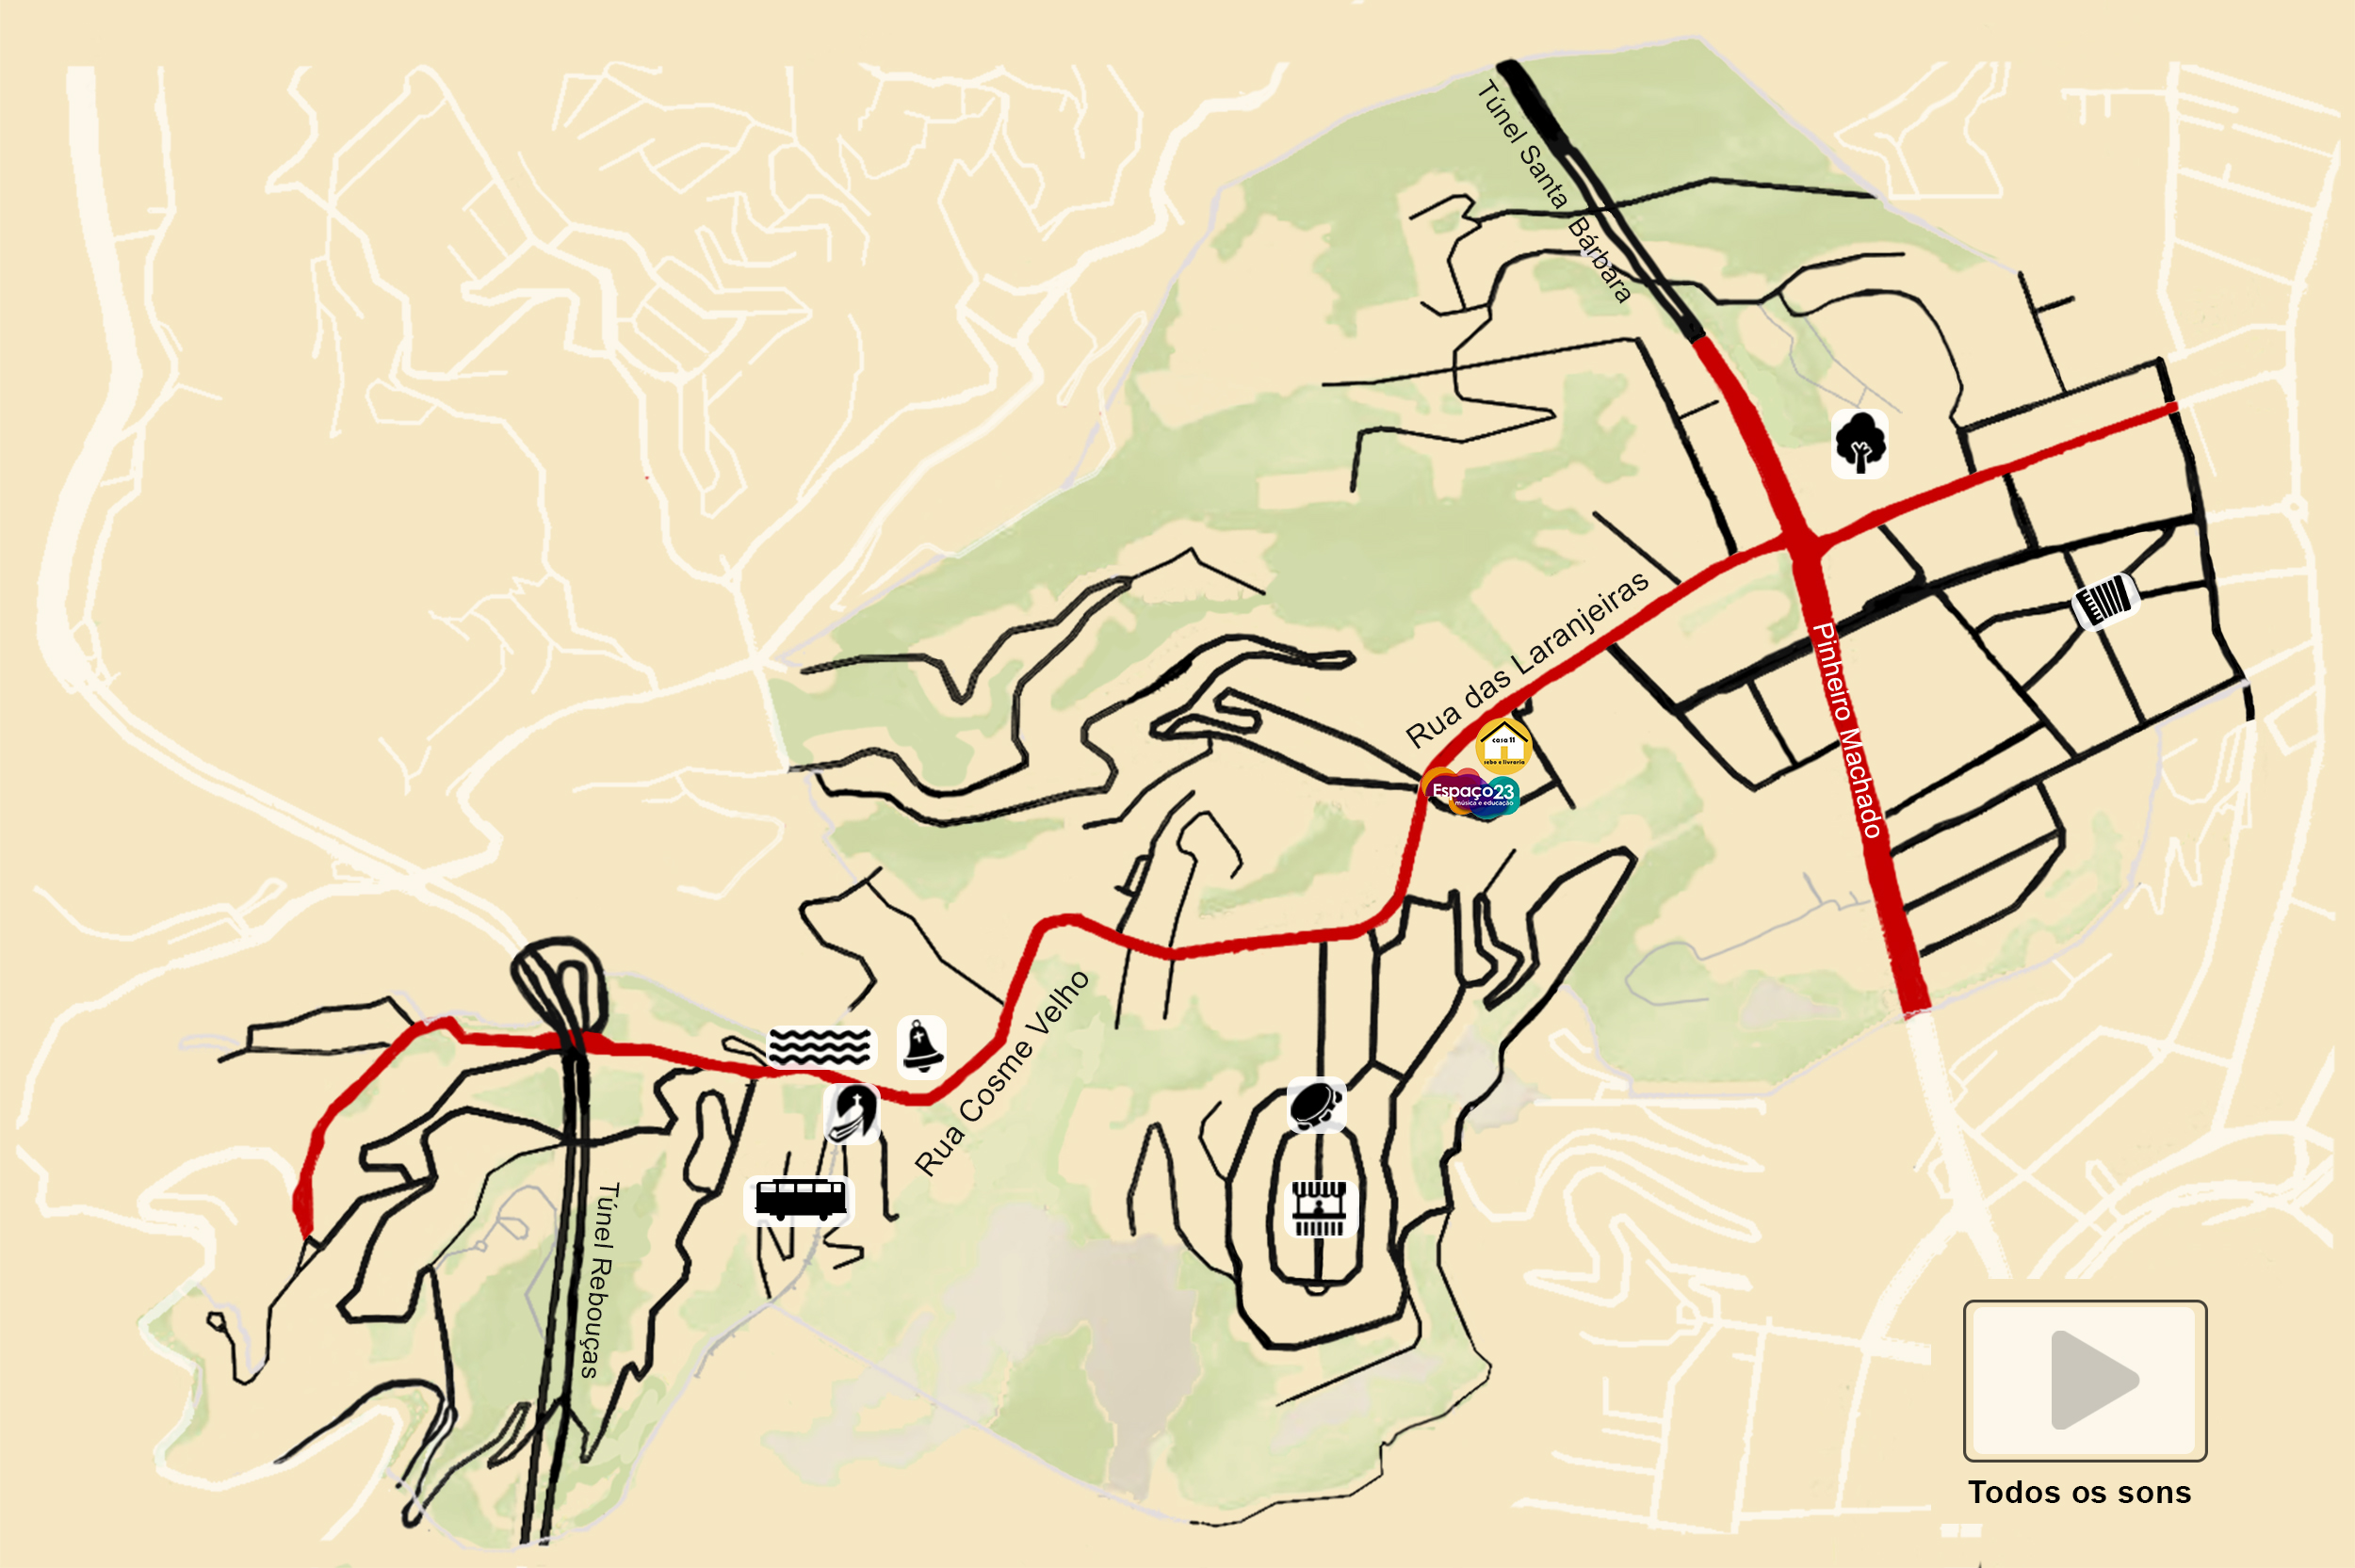 Túnel Santa Bárbara
Rua das Laranjeiras
Pinheiro Machado
casa 11
sebo e livraria
Espaço23
música e educação
Rua Cosme Velho
Túnel Rebouças
Todos os sons